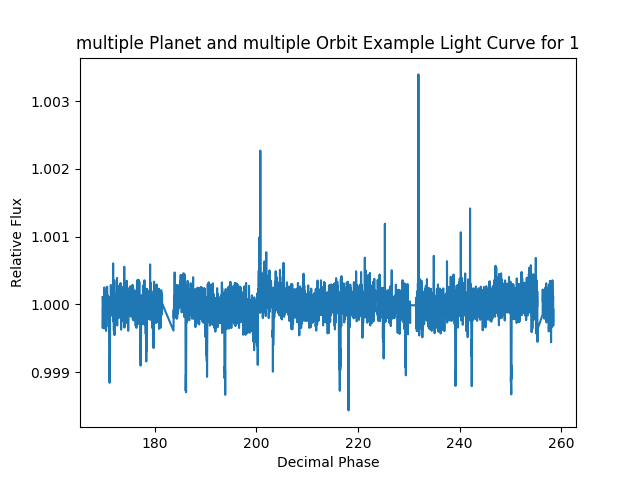 multiple Planet and multiple Orbit Example Light Curve for 1
1.003
1.002
1.001
1.000
0.999
Relative Flux
180 200 220 240 260
Decimal Phase